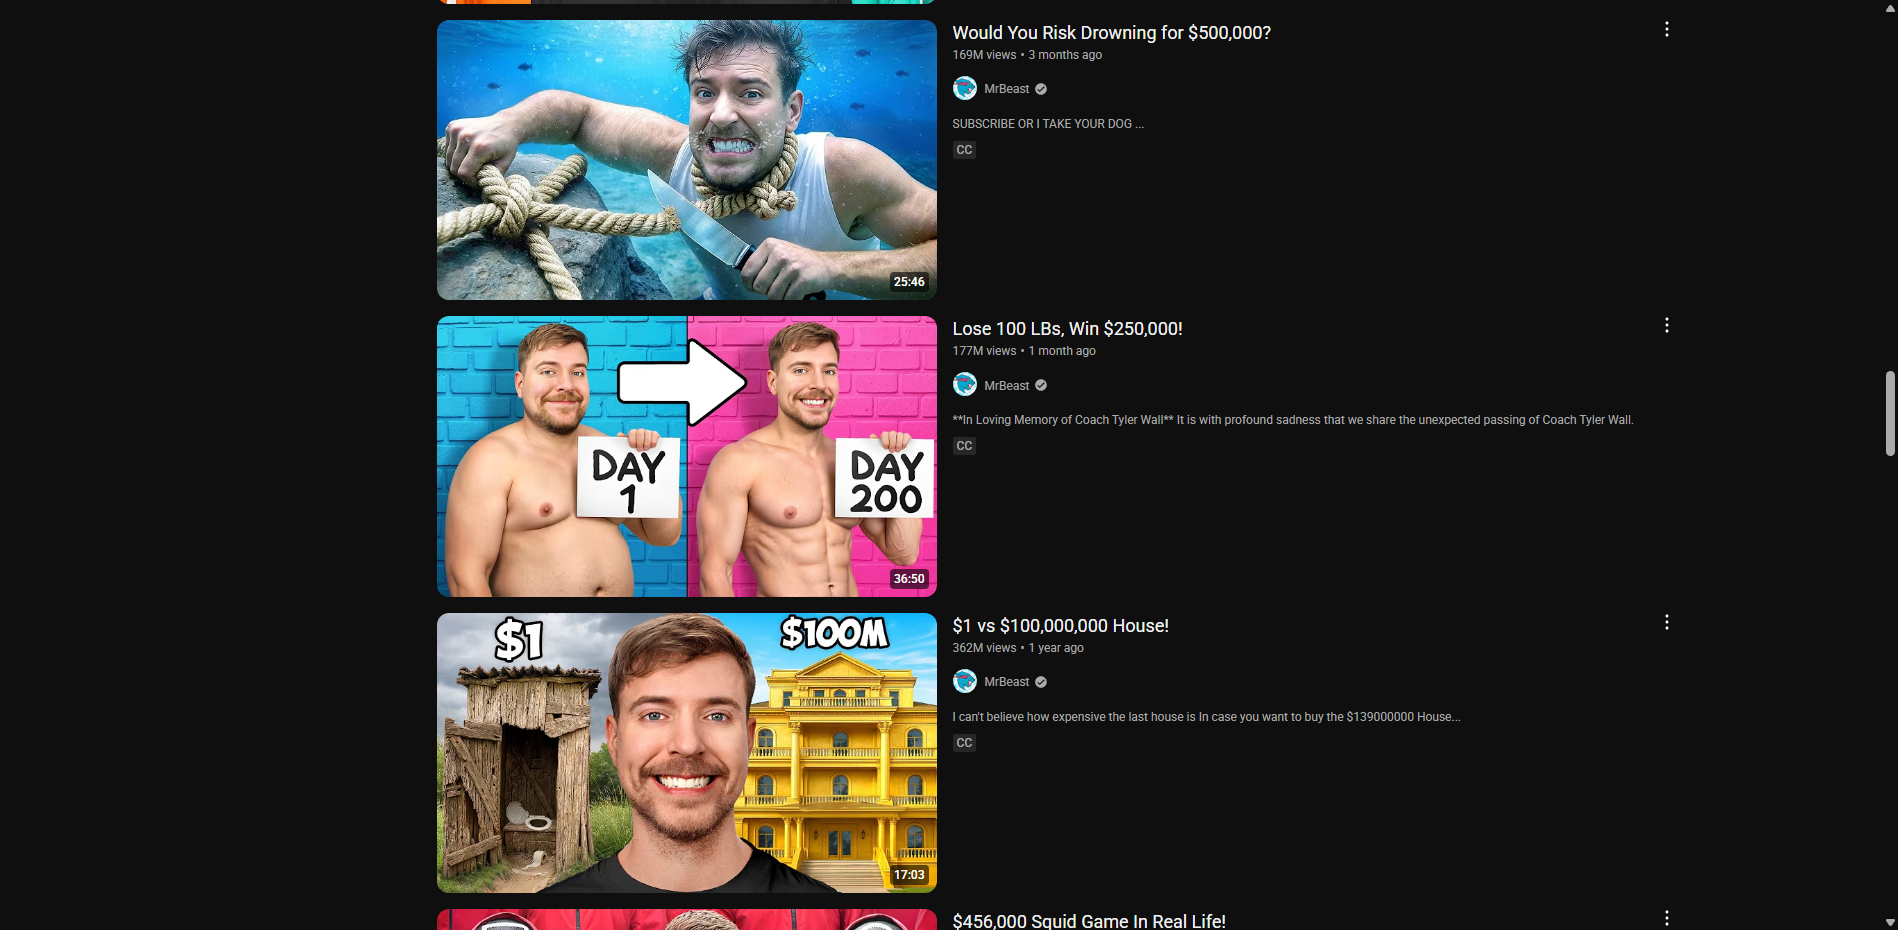 Would You Risk Drowning for $500,000?
169M views • 3 months ago
MrBeast
SUBSCRIBE OR I TAKE YOUR DOG ...
CC
25:46
Lose 100 LBs, Win $250,000!
177M views • 1 month ago
MrBeast
**In Loving Memory of Coach Tyler Wall** It is with profound sadness that we share the unexpected passing of Coach Tyler Wall.
CC
DAY
1
DAY
200
36:50
$1 vs $100,000,000 House!
362M views • 1 year ago
MrBeast
I can't believe how expensive the last house is In case you want to buy the $139000000 House...
CC
$1
$100M
17:03
$456,000 Squid Game In Real Life!